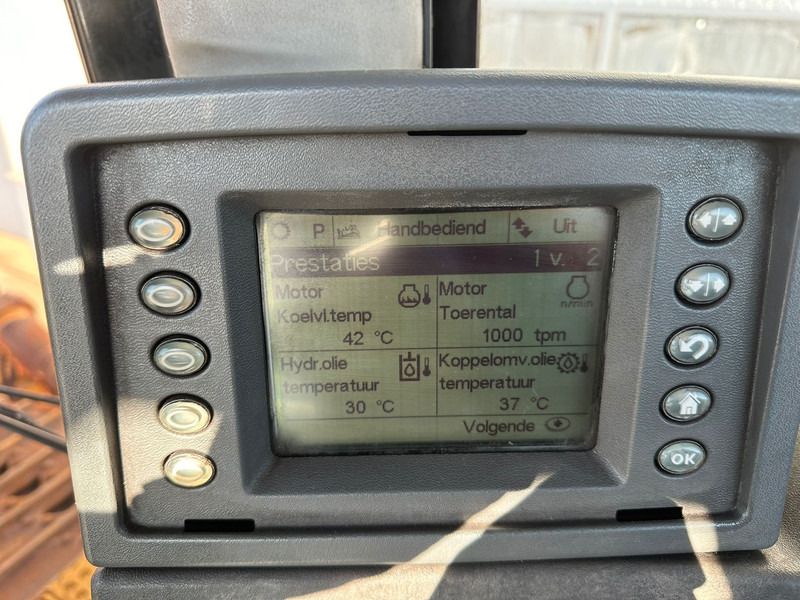 P Handbediend Uit
Prestaties 1 v. 2
Motor
Koelvl.temp
42 °C
Motor
n/min
Toerental
1000 tpm
Hydr.olie
temperatuur
30 °C
Koppelomv.olie
temperatuur
37 °C
Volgende
OK